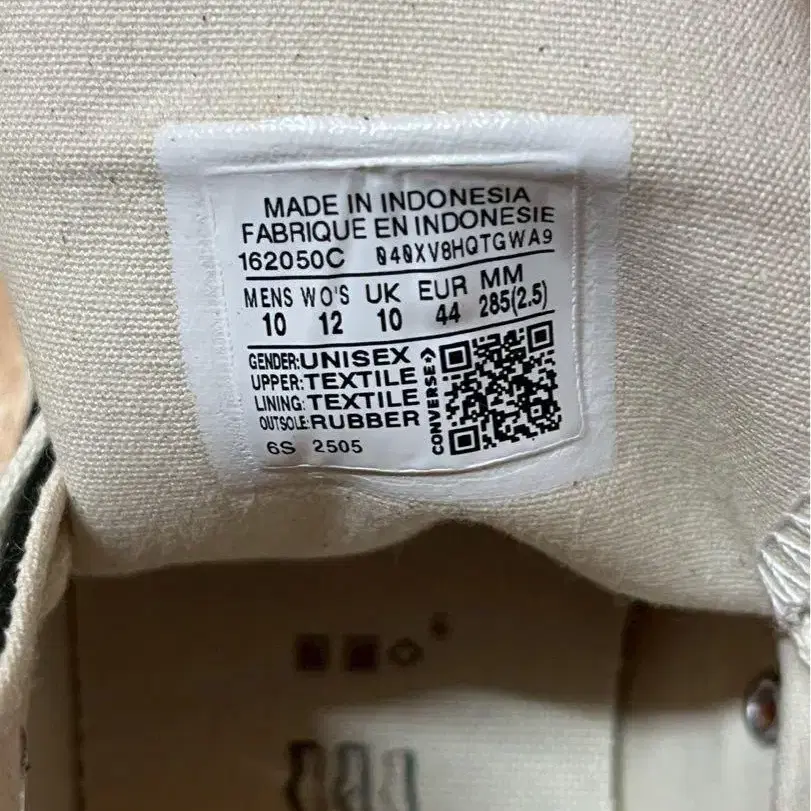 MADE IN INDONESIA
FABRIQUE EN INDONESIE
162050C 040XV8HQTGWA9
MENS WO'S UK EUR MM
10 12 10 44 285(2.5)
GENDER:UNISEX
UPPER:TEXTILE
LINING:TEXTILE
OUTSOLE:RUBBER
6S 2505
CONVERSE